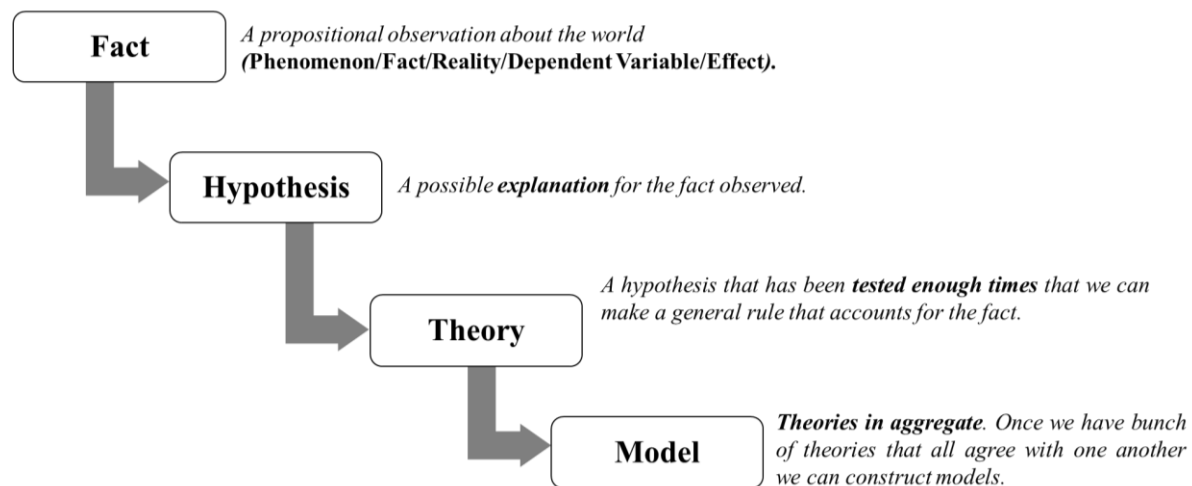 Fact
A propositional observation about the world
(Phenomenon/Fact/Reality/Dependent Variable/Effect).
Hypothesis
A possible explanation for the fact observed.
A hypothesis that has been tested enough times that we can
make a general rule that accounts for the fact.
Theory
Theories in aggregate. Once we have bunch
of theories that all agree with one another
we can construct models.
Model